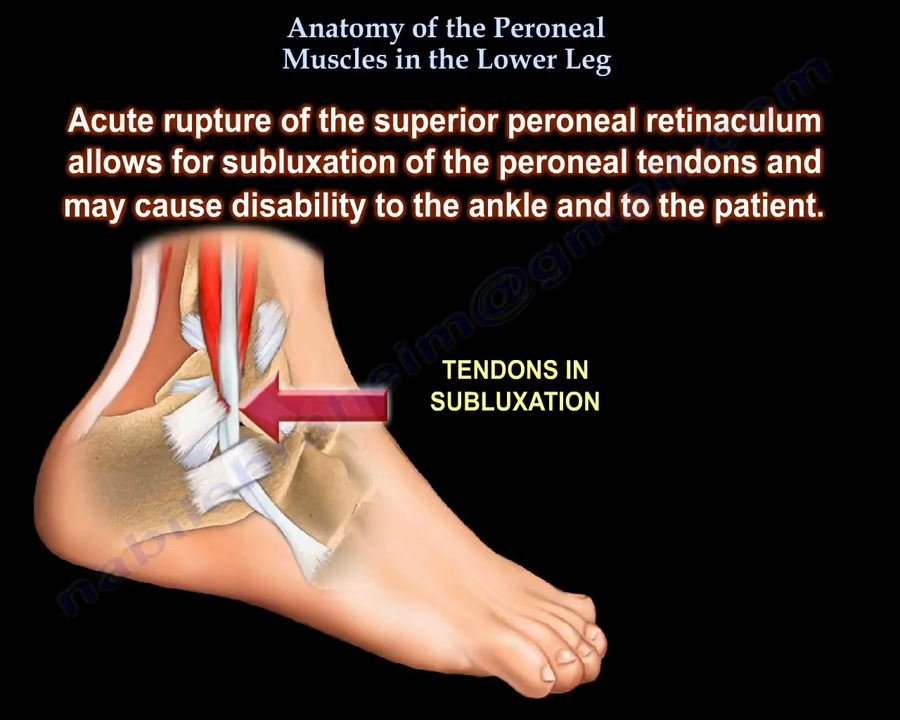 Anatomy of the Peroneal
Muscles in the Lower Leg
Acute rupture of the superior peroneal retinaculum
allows for subluxation of the peroneal tendons and
may cause disability to the ankle and to the patient.
TENDONS IN
SUBLUXATION